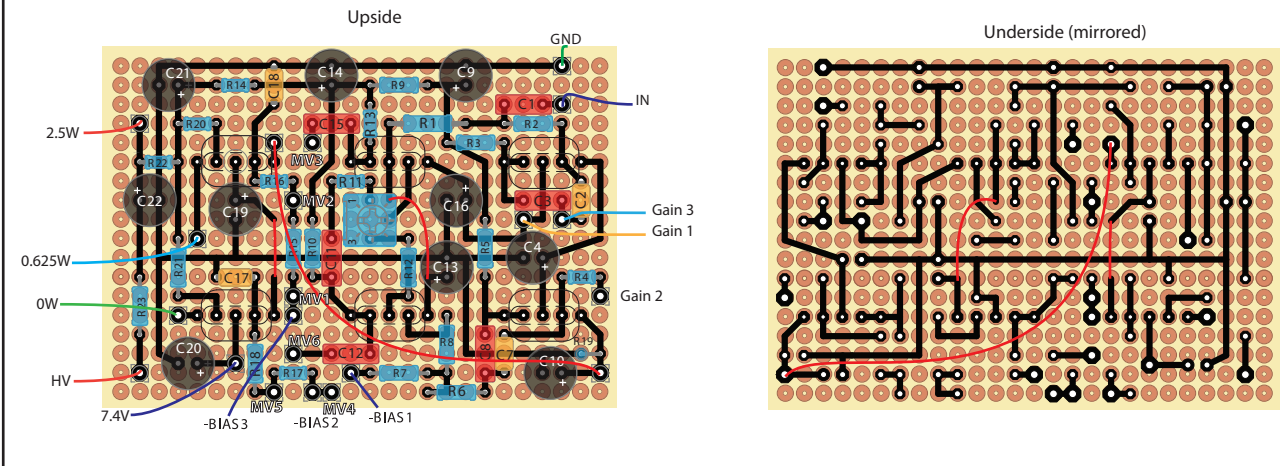 Upside
Underside (mirrored)
GND
C21
R14
C18
C14
R9
C9
C1
IN
2.5W
R20
C15
R13
R1
R2
R3
R22
MV3
R16
R11
C22
C19
MV2
1
C16
C3
C2
Gain 3
Gain 1
0.625W
3
R10
C11
R5
C4
R21
C17
R12
C13
R4
0W
R23
MV1
Gain 2
MV6
C12
R8
C8
C7
R19
C20
R18
R17
R7
C10
HV
R6
7.4V
MV5
MV4
-BIAS3
-BIAS2
-BIAS1